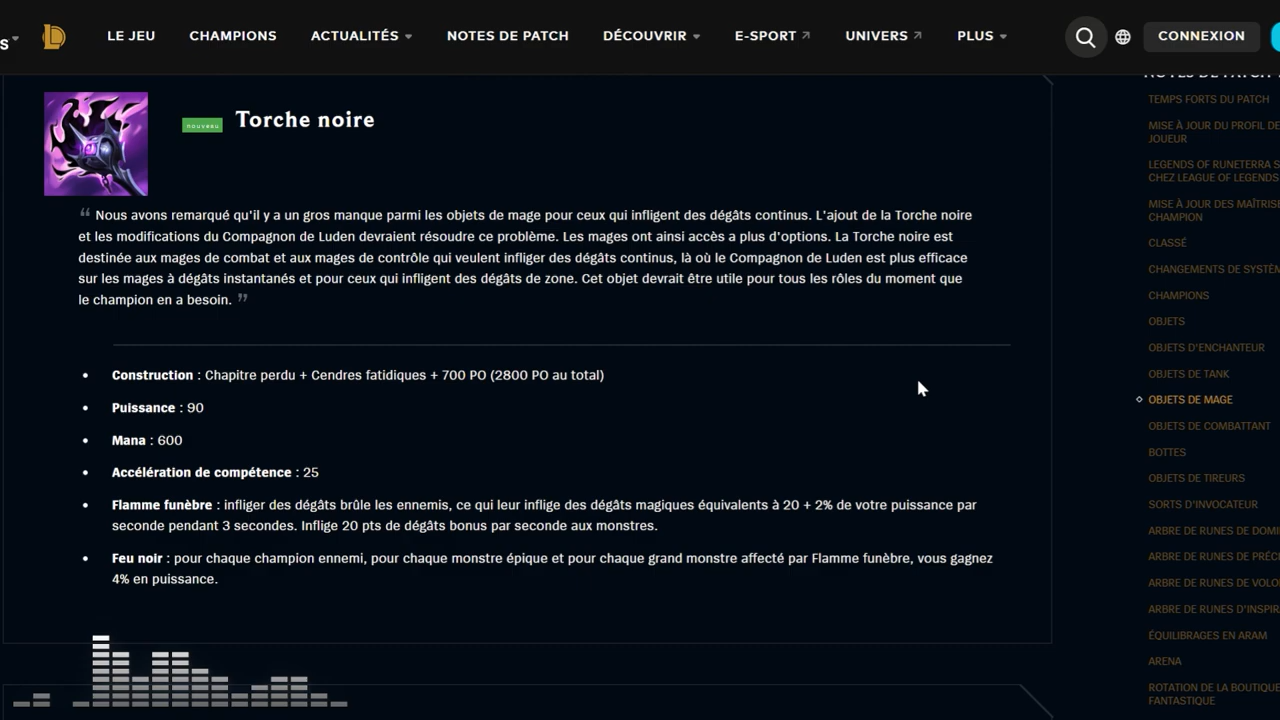 S
LE JEU CHAMPIONS ACTUALITÉS NOTES DE PATCH DÉCOUVRIR E-SPORT UNIVERS PLUS CONNEXION
Torche noire
nouveau
“ Nous avons remarqué qu'il y a un gros manque parmi les objets de mage pour ceux qui infligent des dégâts continus. L'ajout de la Torche noire
et les modifications du Compagnon de Luden devraient résoudre ce problème. Les mages ont ainsi accès a plus d'options. La Torche noire est
destinée aux mages de combat et aux mages de contrôle qui veulent infliger des dégâts continus, là où le Compagnon de Luden est plus efficace
sur les mages à dégâts instantanés et pour ceux qui infligent des dégâts de zone. Cet objet devrait être utile pour tous les rôles du moment que
le champion en a besoin. ”
• Construction : Chapitre perdu + Cendres fatidiques + 700 PO (2800 PO au total)
• Puissance : 90
• Mana : 600
• Accélération de compétence : 25
• Flamme funèbre : infliger des dégâts brûle les ennemis, ce qui leur inflige des dégâts magiques équivalents à 20 + 2% de votre puissance par
seconde pendant 3 secondes. Inflige 20 pts de dégâts bonus par seconde aux monstres.
• Feu noir : pour chaque champion ennemi, pour chaque monstre épique et pour chaque grand monstre affecté par Flamme funèbre, vous gagnez
4% en puissance.
NOTES DE PATCH
TEMPS FORTS DU PATCH
MISE À JOUR DU PROFIL DE
JOUEUR
LEGENDS OF RUNETERRA S
CHEZ LEAGUE OF LEGENDS
MISE À JOUR DES MAÎTRIS
CHAMPION
CLASSÉ
CHANGEMENTS DE SYSTÈ
CHAMPIONS
OBJETS
OBJETS D'ENCHANTEUR
OBJETS DE TANK
OBJETS DE MAGE
OBJETS DE COMBATTANT
BOTTES
OBJETS DE TIREURS
SORTS D'INVOCATEUR
ARBRE DE RUNES DE DOMI
ARBRE DE RUNES DE PRÉC
ARBRE DE RUNES DE VOLO
ARBRE DE RUNES D'INSPIR
ÉQUILIBRAGES EN ARAM
ARENA
ROTATION DE LA BOUTIQUE
FANTASTIQUE